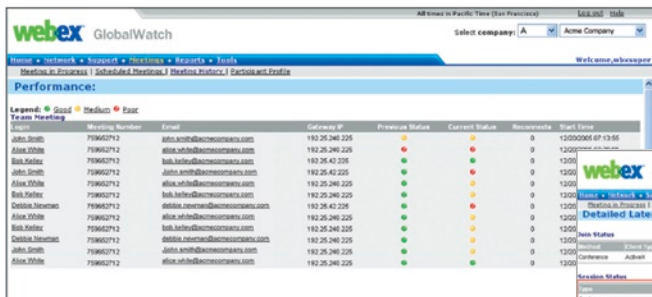 All times in Pacific Time (San Francisco) Log out Help
webex GlobalWatch
Select company: A Acme Company
Home • Network • Support • Meetings • Reports • Tools Welcome, wbxsuper
Meeting in Progress | Scheduled Meetings | Meeting History | Participant Profile
Performance:
Legend: Good Medium Poor
Team Meeting
Login Meeting Number Email Gateway IP Previous Status Current Status Reconnects Start Time
John Smith 759652712 john.smith@acmecompany.com 192.25.240.225 0 12/20/2005 07:13:55
Alice White 759652712 alice.white@acmecompany.com 192.25.240.225 0
Bob Kelley 759652712 bob.kelley@acmecompany.com 192.25.42.225 0
John Smith 759652712 John.smith@acmecompany.com 192.25.42.225 0
Alice White 759652712 alice.white@acmecompany.com 192.25.240.225 0
Bob Kelley 759652712 bob.kelley@acmecompany.com 192.25.240.225 0
Debbie Newman 759652712 debbie.newman@acmecompany.com 192.25.42.225 0
Alice White 759652712 alice.white@acmecompany.com 192.25.240.225 0
Bob Kelley 759652712 bob.kelley@acmecompany.com 192.25.240.225 0
Debbie Newman 759652712 debbie.newman@acmecompany.com 192.25.240.225 0
John Smith 759652712 John.smith@acmecompany.com 192.25.240.225 0
Alice White 759652712 alice.white@acmecompany.com 192.25.240.225 0
webex
Home • Network •
Meeting in Progress |
Detailed Late
Join Status
Method Client Ty
Conference ActiveX
Session Status
Type